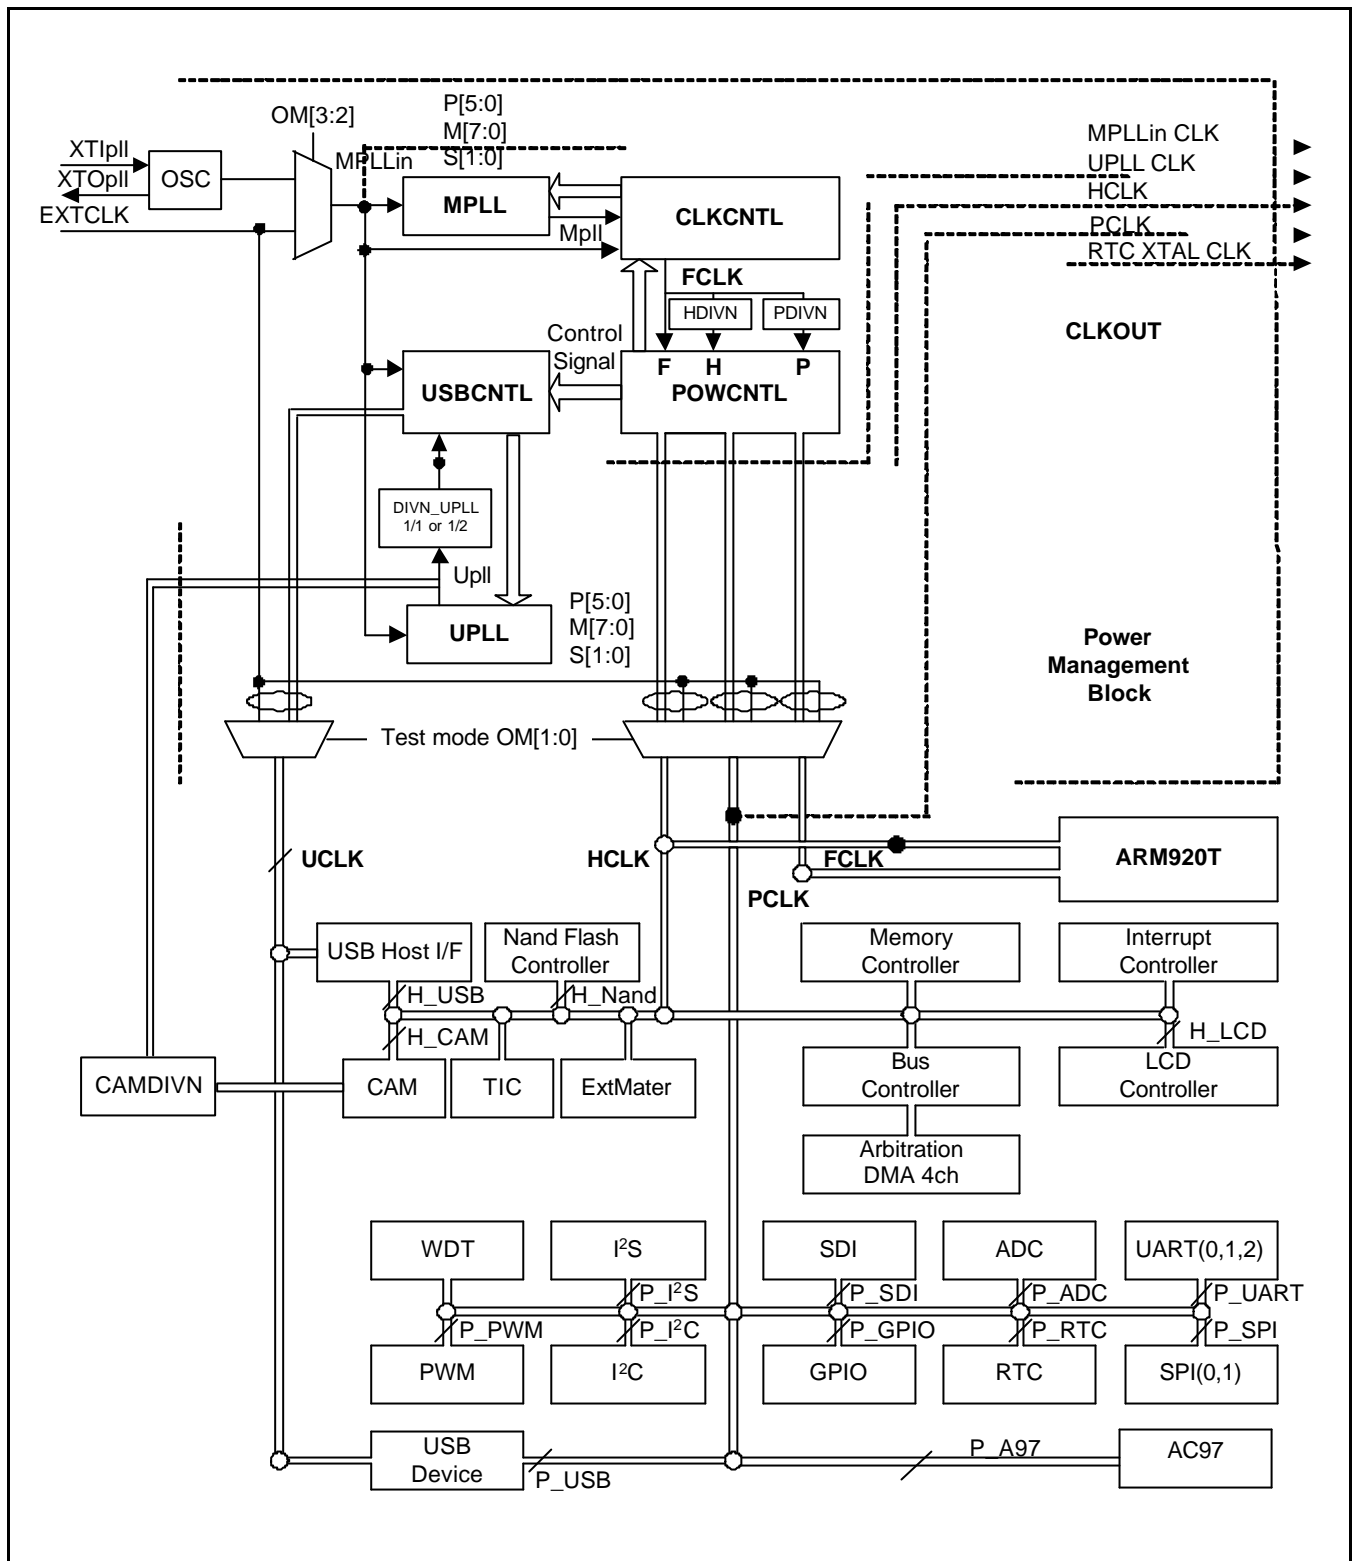 OM[3:2]
P[5:0]
M[7:0]
S[1:0]
XTIpll
XTOpll
EXTCLK
OSC
MPLLin
MPLL
Mpll
CLKCNTL
MPLLin CLK
UPLL CLK
HCLK
PCLK
RTC XTAL CLK
CLKOUT
FCLK
HDIVN
PDIVN
Control
Signal
F H P
POWCNTL
USBCNTL
DIVN_UPLL
1/1 or 1/2
Upll
UPLL
P[5:0]
M[7:0]
S[1:0]
Power
Management
Block
Test mode OM[1:0]
UCLK
HCLK
FCLK
PCLK
ARM920T
USB Host I/F
Nand Flash
Controller
Memory
Controller
Interrupt
Controller
H_USB
H_Nand
H_CAM
H_LCD
CAMDIVN
CAM
TIC
ExtMater
Bus
Controller
LCD
Controller
Arbitration
DMA 4ch
WDT
I²S
SDI
ADC
UART(0,1,2)
P_I²S
P_SDI
P_ADC
P_UART
P_PWM
P_I²C
P_GPIO
P_RTC
P_SPI
PWM
I²C
GPIO
RTC
SPI(0,1)
USB
Device
P_USB
P_A97
AC97